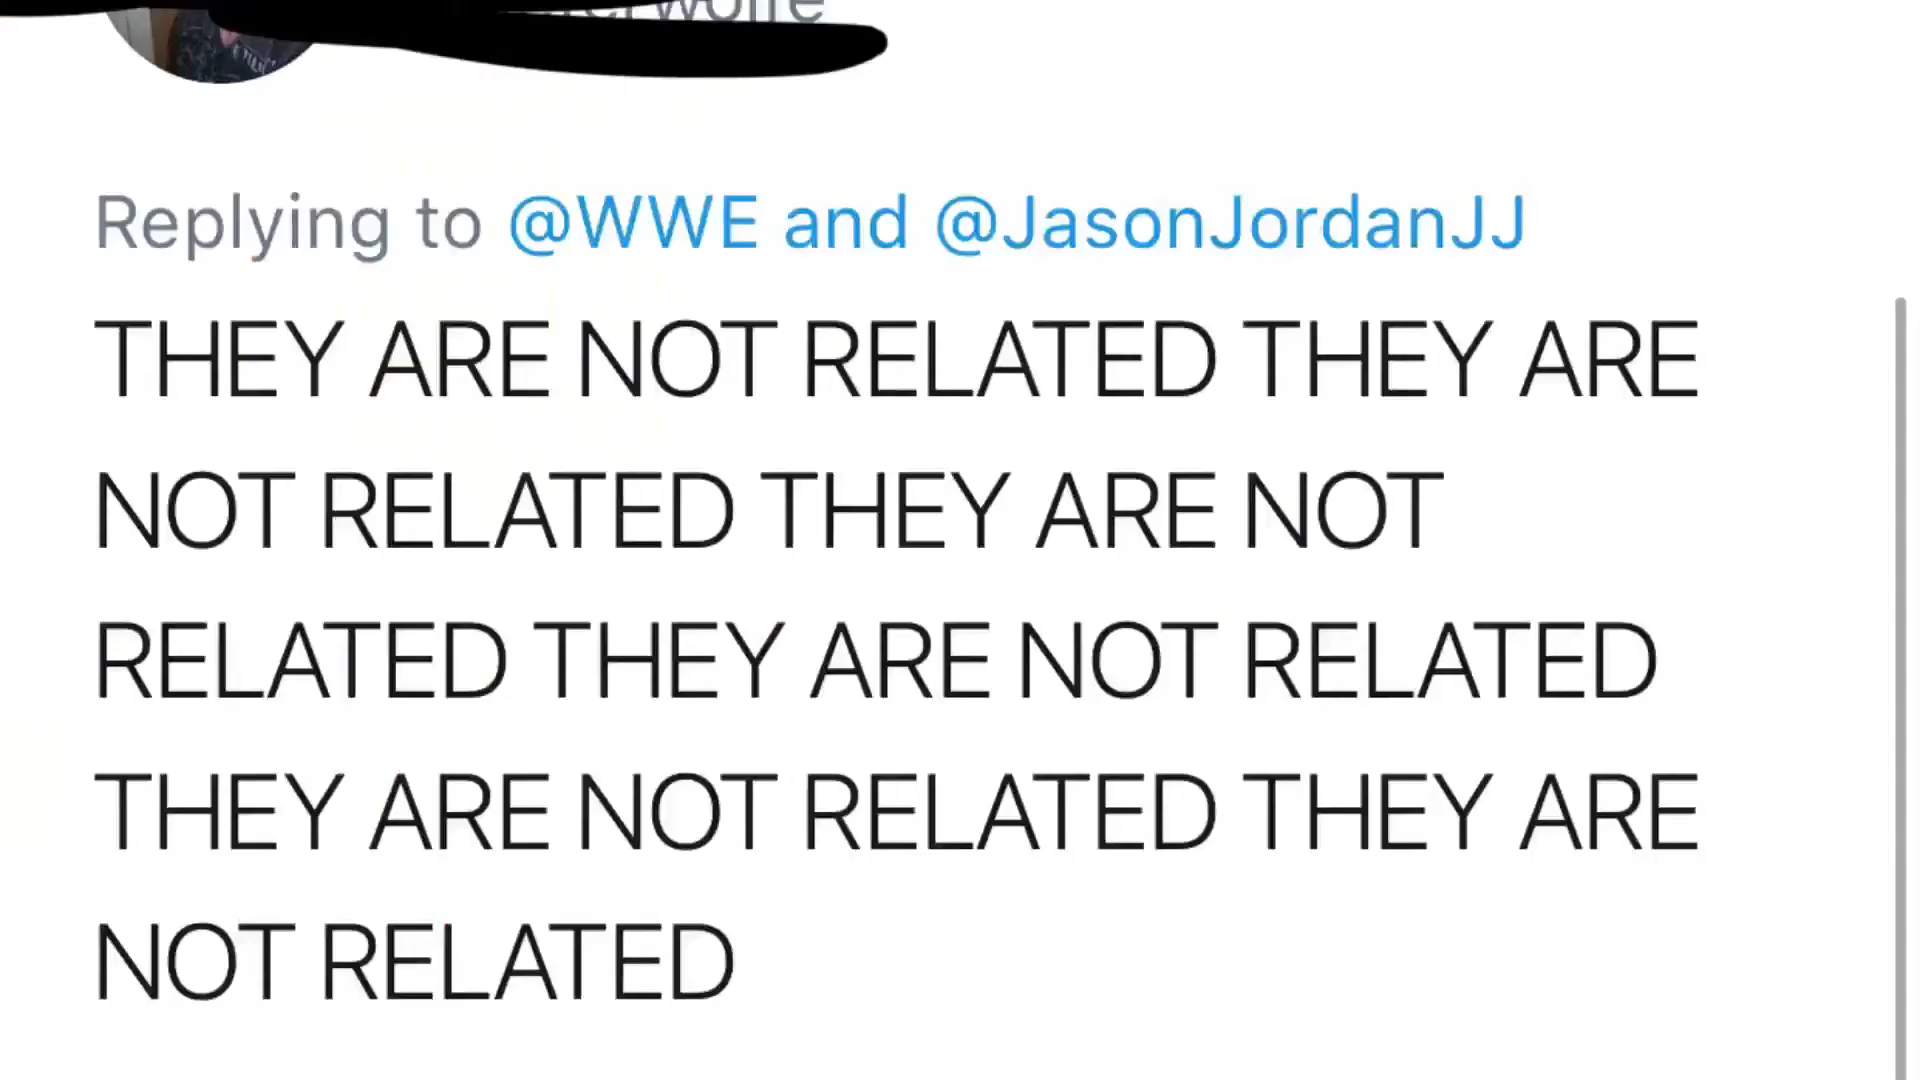 Replying to @WWE and @JasonJordanJJ
THEY ARE NOT RELATED THEY ARE
NOT RELATED THEY ARE NOT
RELATED THEY ARE NOT RELATED
THEY ARE NOT RELATED THEY ARE
NOT RELATED